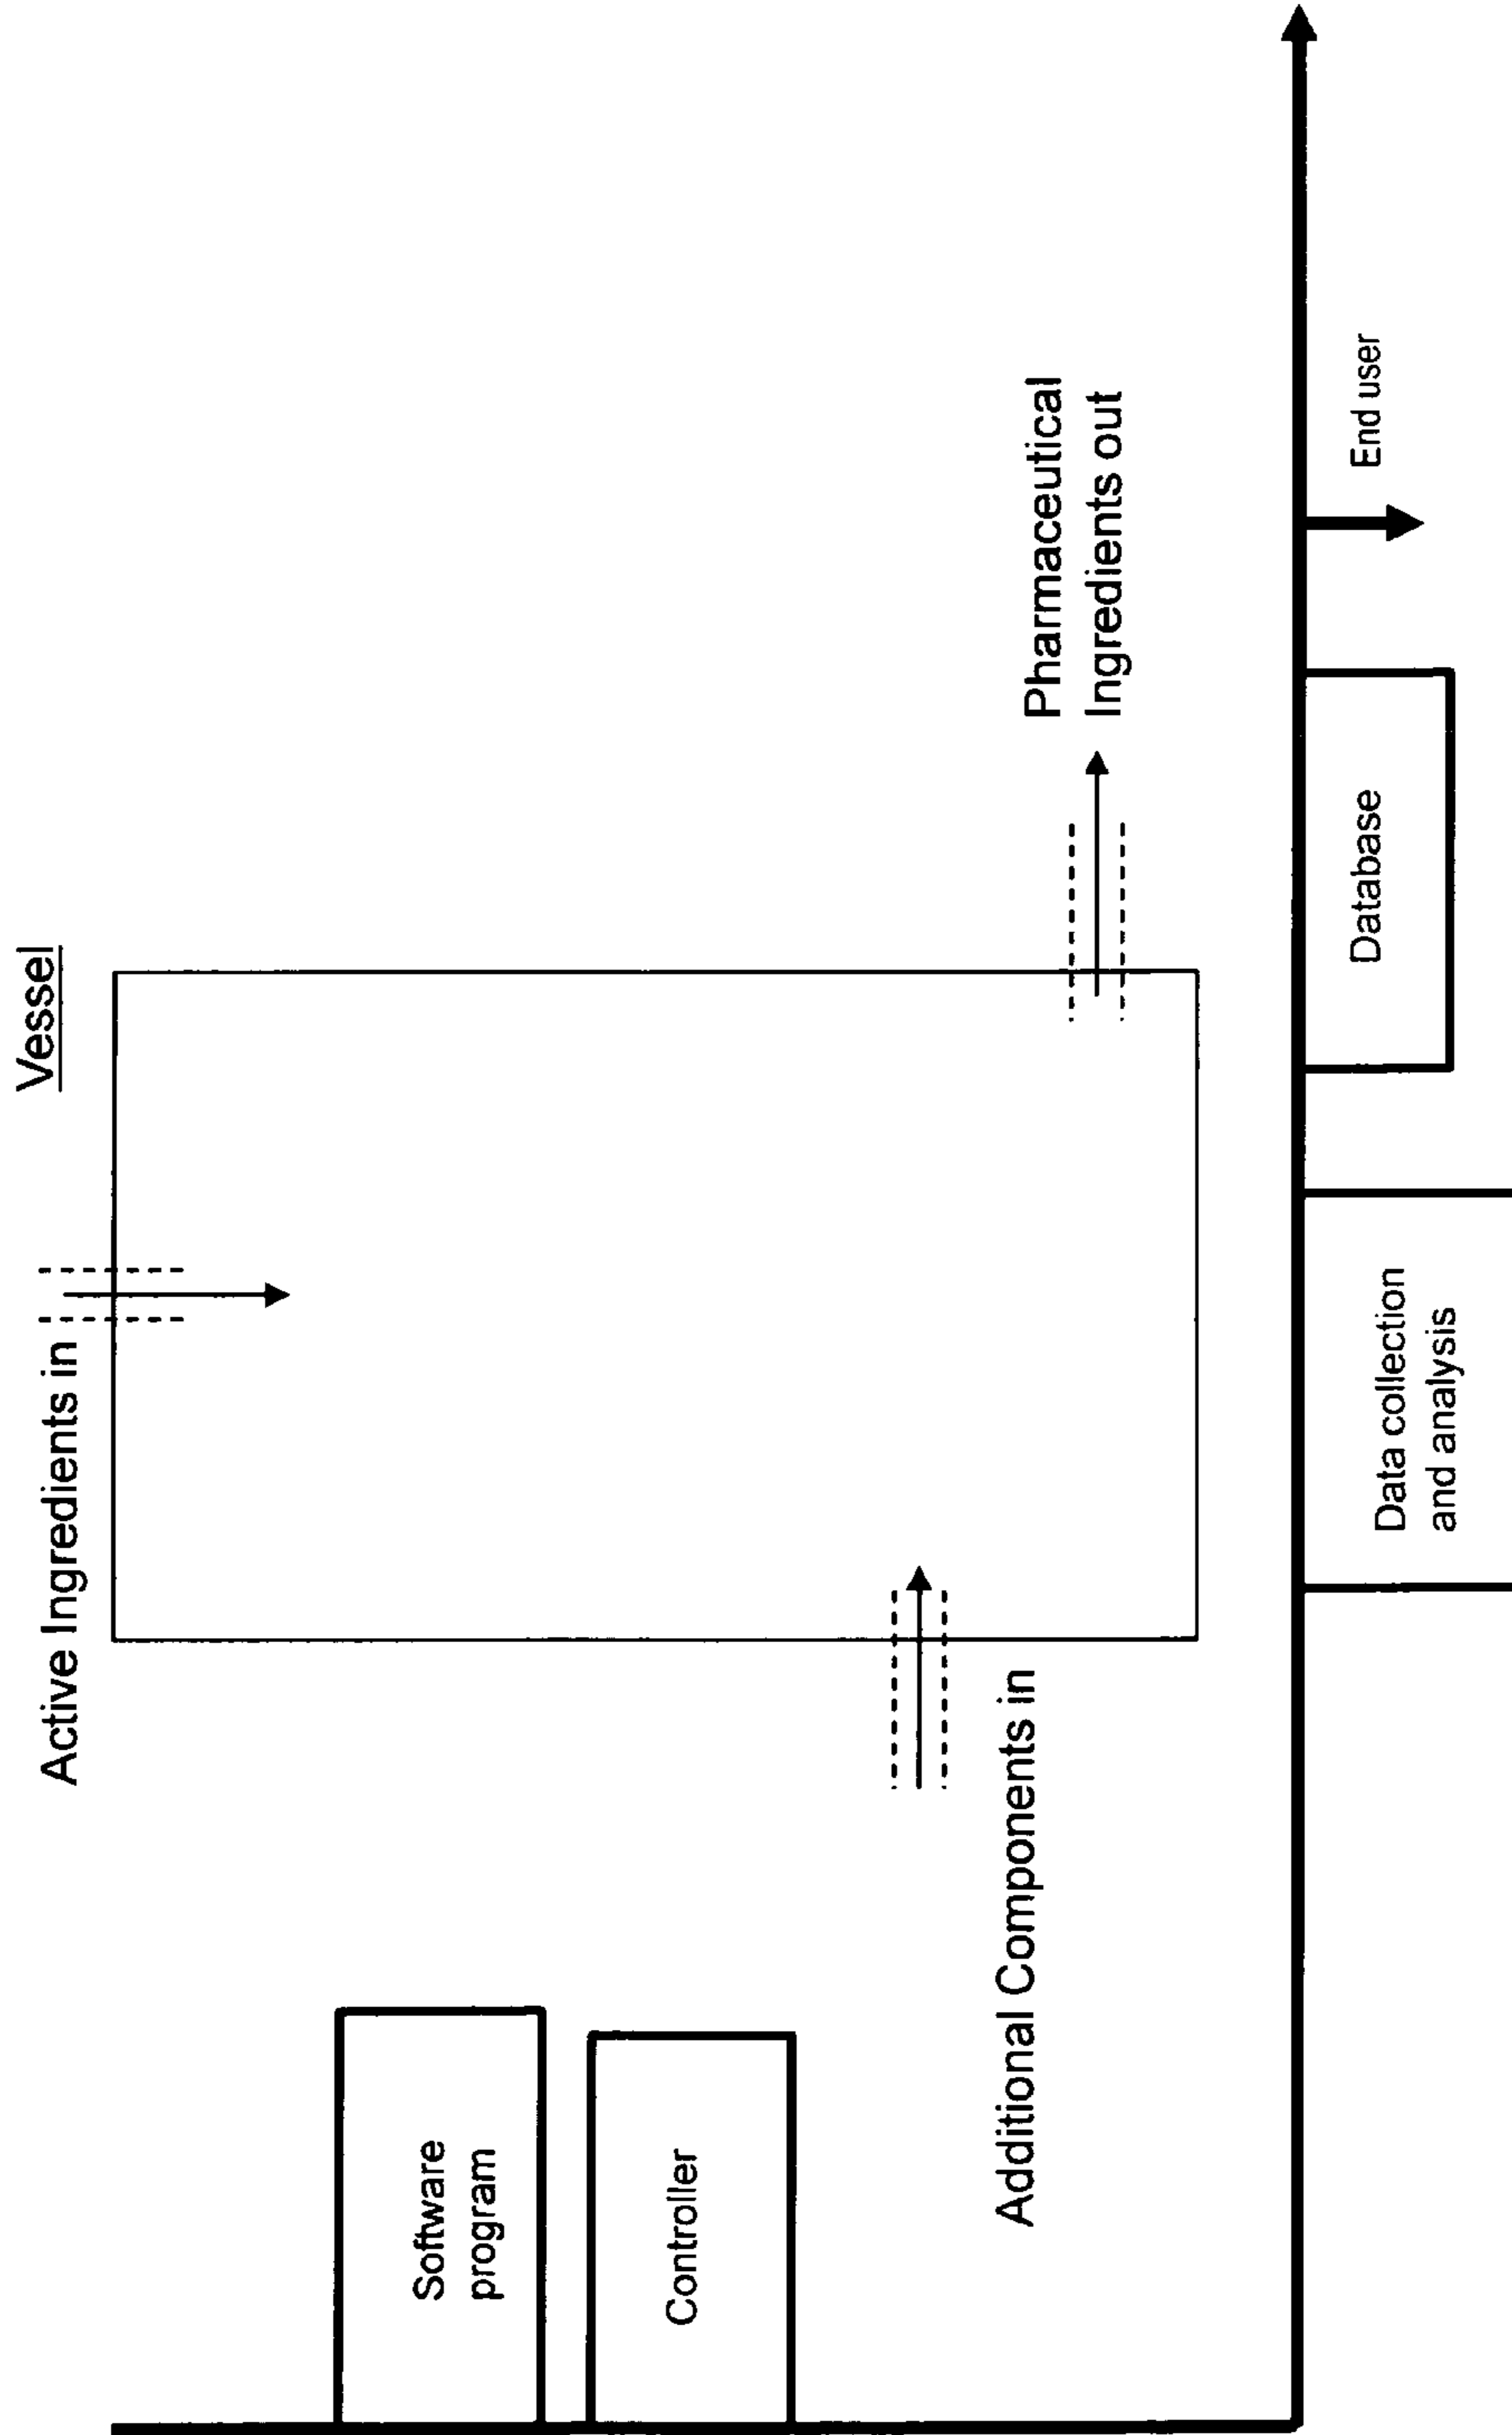 Vessel
Active Ingredients in
Software
program
Controller
Additional Components in
Pharmaceutical
Ingredients out
End user
Database
Data collection
and analysis